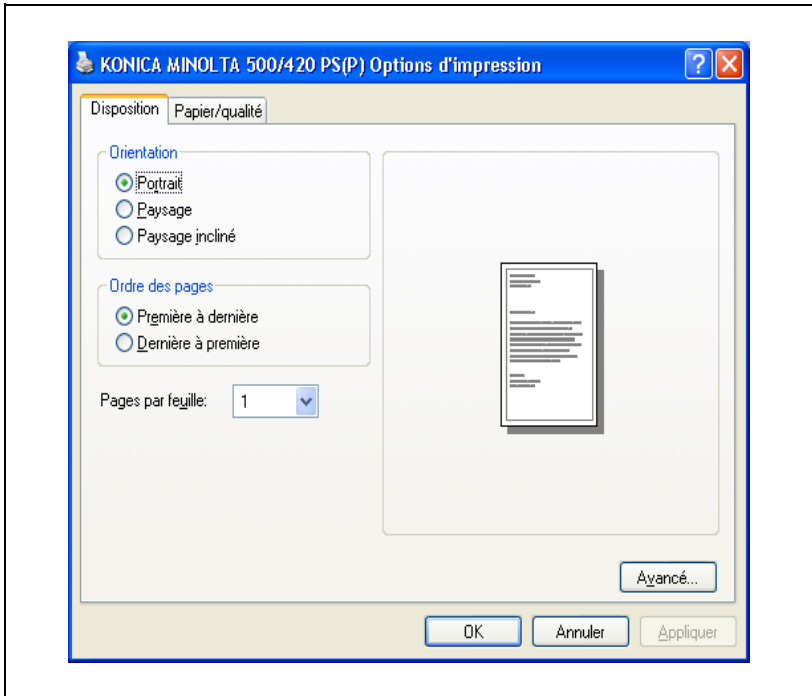 KONICA MINOLTA 500/420 PS(P) Options d'impression
Disposition
Papier/qualité
Orientation
Portrait
Paysage
Paysage incliné
Ordre des pages
Première à dernière
Dernière à première
Pages par feuille: 1
Avancé...
OK
Annuler
Appliquer